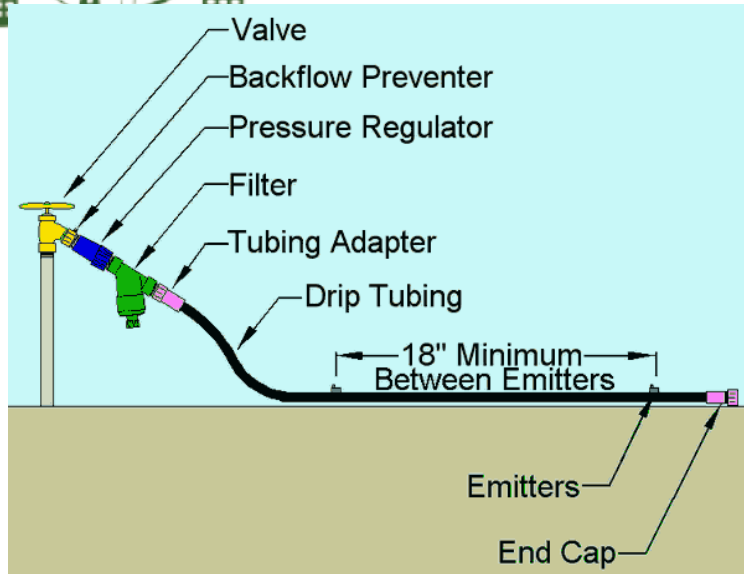 Valve
Backflow Preventer
Pressure Regulator
Filter
Tubing Adapter
Drip Tubing
18" Minimum
Between Emitters
Emitters
End Cap